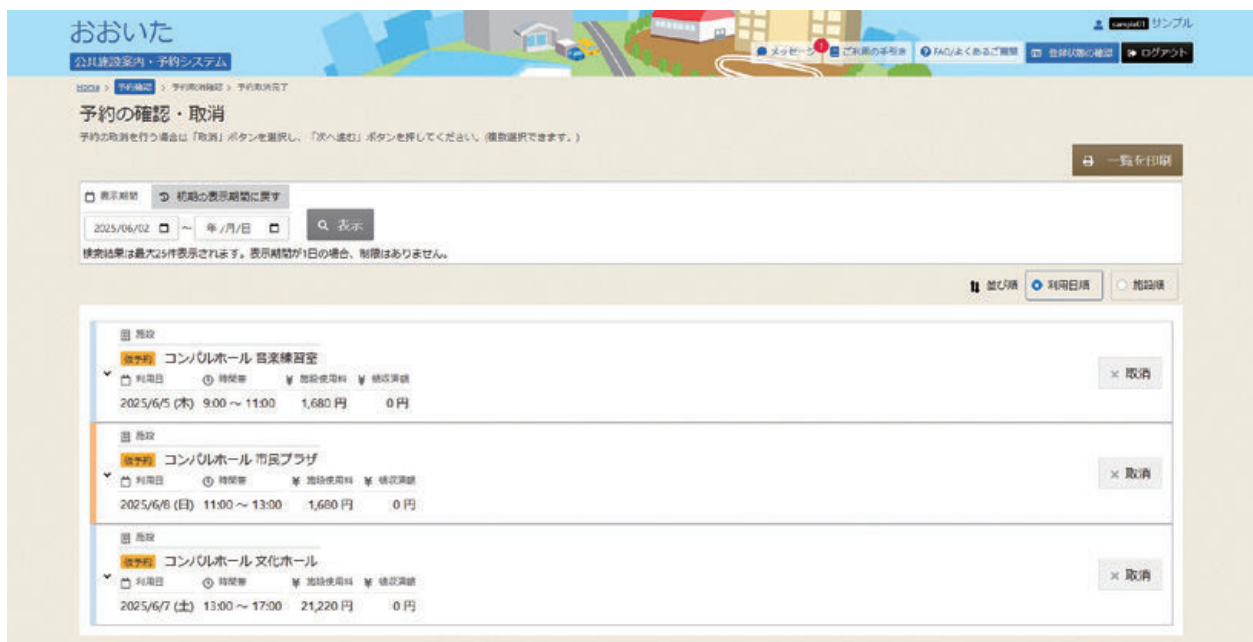 おおいた
公共施設案内・予約システム
sample01 サンプル
メッセージ 1 ご利用の手引き FAQ/よくあるご質問 登録状態の確認 ログアウト
Home > 予約確認 > 予約取消確認 > 予約取消完了
予約の確認・取消
予約の取消を行う場合は「取消」ボタンを選択し、「次へ進む」ボタンを押してください。(複数選択できます。)
一覧を印刷
表示期間 初期の表示期間に戻す
2025/06/02 ~ 年/月/日 表示
検索結果は最大25件表示されます。表示期間が1日の場合、制限はありません。
並び順 利用日順 施設順
施設
仮予約 コンパルホール 音楽練習室
利用日 時間帯 ¥ 施設使用料 ¥ 領収済額
2025/6/5 (木) 9:00 ~ 11:00 1,680 円 0 円
× 取消
施設
仮予約 コンパルホール 市民プラザ
利用日 時間帯 ¥ 施設使用料 ¥ 領収済額
2025/6/8 (日) 11:00 ~ 13:00 1,680 円 0 円
× 取消
施設
仮予約 コンパルホール 文化ホール
利用日 時間帯 ¥ 施設使用料 ¥ 領収済額
2025/6/7 (土) 13:00 ~ 17:00 21,220 円 0 円
× 取消